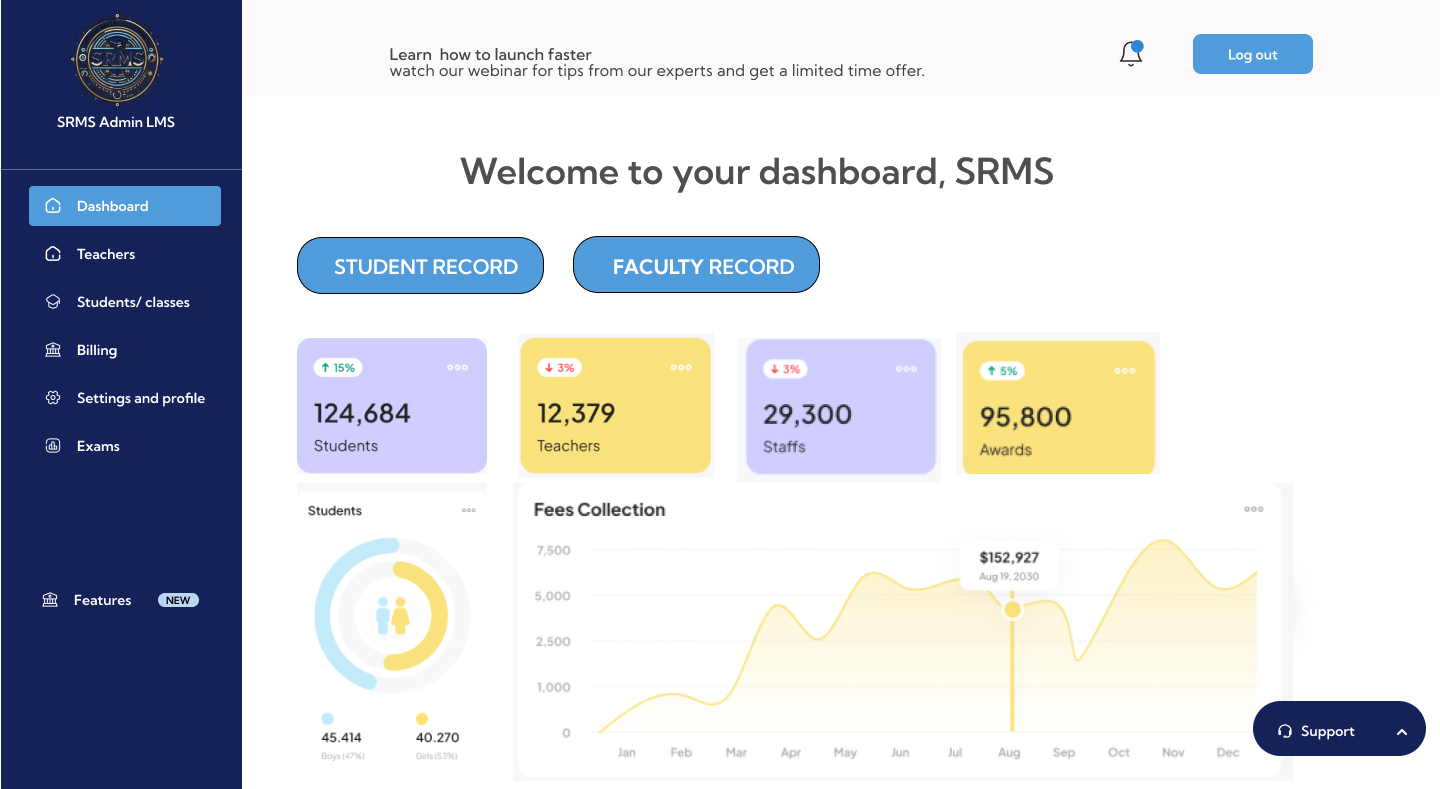 SRMS
SRMS Admin LMS
Dashboard
Teachers
Students/ classes
Billing
Settings and profile
Exams
Features NEW
Learn how to launch faster
watch our webinar for tips from our experts and get a limited time offer.
Log out
Welcome to your dashboard, SRMS
STUDENT RECORD
FACULTY RECORD
15%
124,684
Students
3%
12,379
Teachers
3%
29,300
Staffs
5%
95,800
Awards
Students
45.414
Boys (47%)
40.270
Girls (53%)
Fees Collection
7,500
5,000
2,500
1,000
0
$152,927
Aug 19, 2030
Jan Feb Mar Apr May Jun Jul Aug Sep Oct Nov Dec
Support